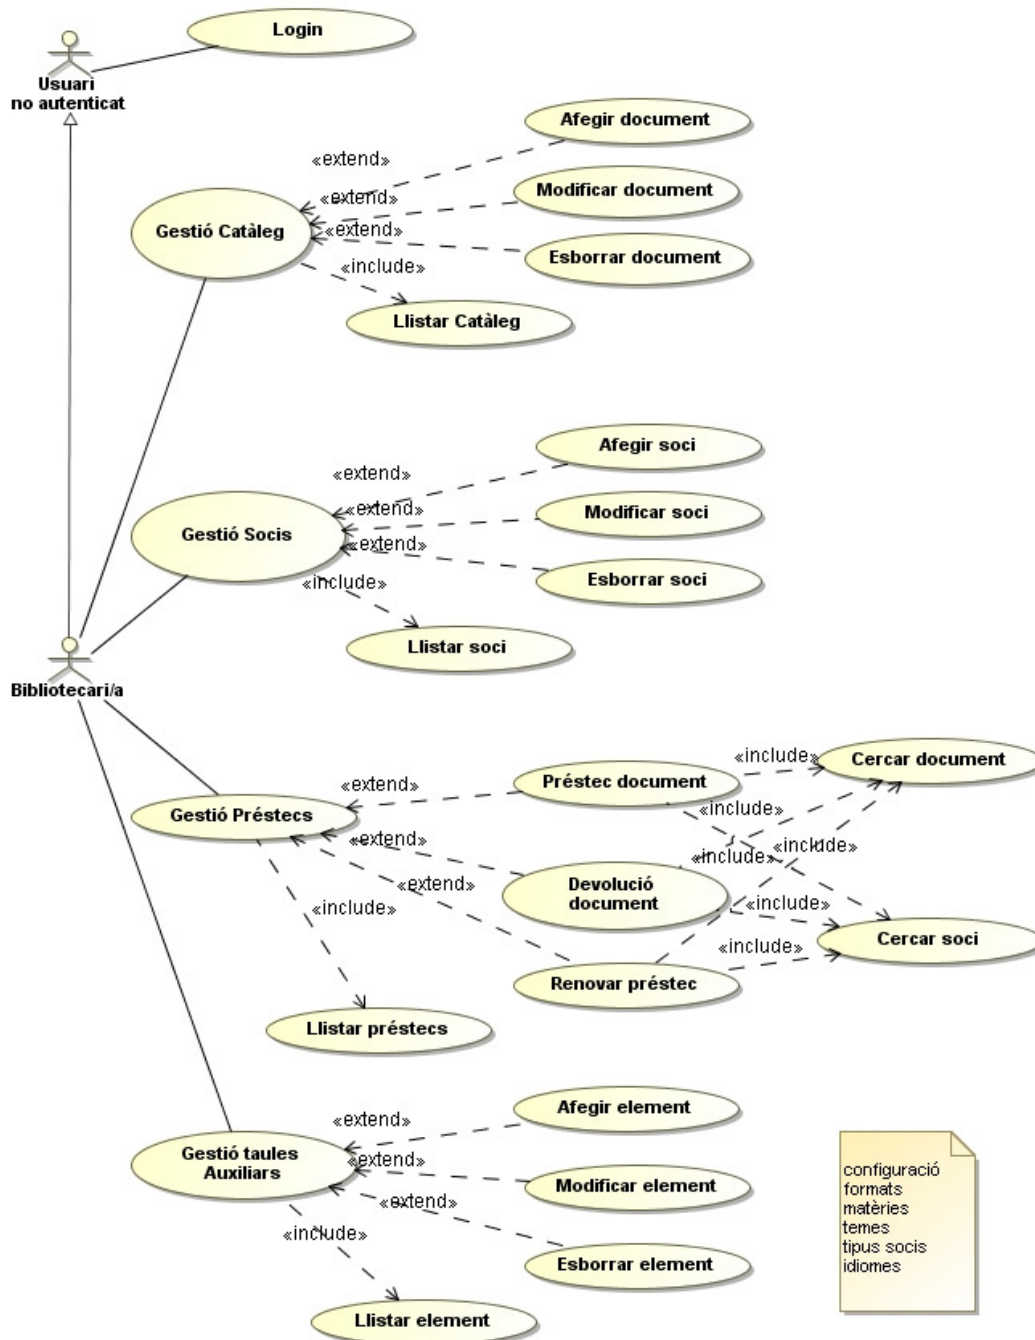 Login
Usuari
no autenticat
Afegir document
«extend»
Modificar document
«extend»
Gestió Catàleg
«extend»
Esborrar document
«include»
Llistar Catàleg
Afegir soci
«extend»
«extend»
Modificar soci
Gestió Socis
«extend»
Esborrar soci
«include»
Llistar soci
Bibliotecari/a
«include»
Cercar document
Préstec document
«extend»
Gestió Préstecs
«include»
«extend»
«include»
«include»
«extend»
Devolució
document
«include»
«include»
Cercar soci
«include»
Renovar préstec
Llistar préstecs
Afegir element
«extend»
Gestió taules
Auxiliars
«extend»
Modificar element
«extend»
«include»
Esborrar element
Llistar element
configuració
formats
matèries
temes
tipus socis
idiomes